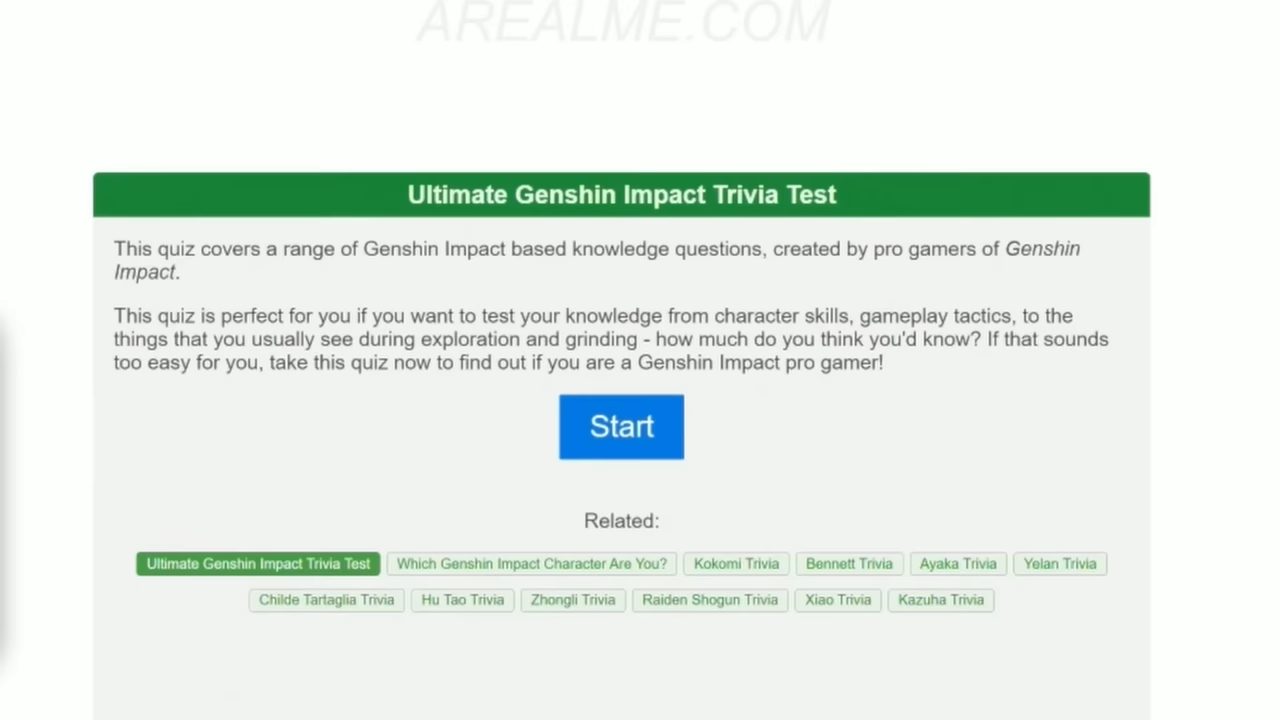 AREALME.COM
Ultimate Genshin Impact Trivia Test
This quiz covers a range of Genshin Impact based knowledge questions, created by pro gamers of Genshin
Impact.
This quiz is perfect for you if you want to test your knowledge from character skills, gameplay tactics, to the
things that you usually see during exploration and grinding - how much do you think you'd know? If that sounds
too easy for you, take this quiz now to find out if you are a Genshin Impact pro gamer!
Start
Related:
Ultimate Genshin Impact Trivia Test Which Genshin Impact Character Are You? Kokomi Trivia Bennett Trivia Ayaka Trivia Yelan Trivia
Childe Tartaglia Trivia Hu Tao Trivia Zhongli Trivia Raiden Shogun Trivia Xiao Trivia Kazuha Trivia